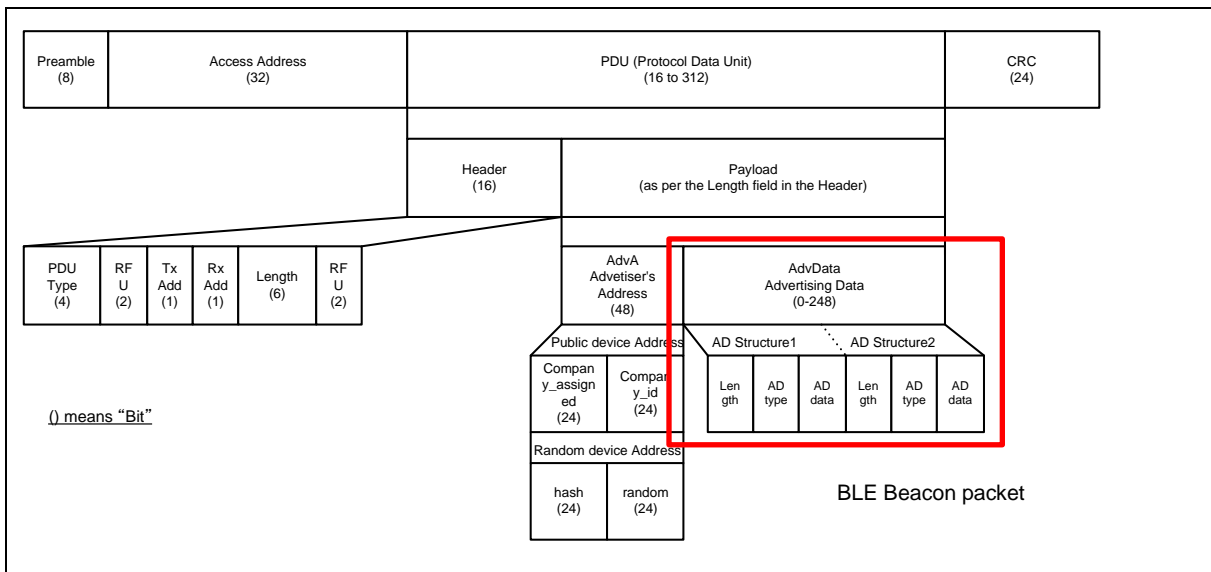 Preamble
(8)
Access Address
(32)
PDU (Protocol Data Unit)
(16 to 312)
CRC
(24)
Header
(16)
Payload
(as per the Length field in the Header)
PDU
Type
(4)
RF
U
(2)
Tx
Add
(1)
Rx
Add
(1)
Length
(6)
RF
U
(2)
AdvA
Advetiser's
Address
(48)
AdvData
Advertising Data
(0-248)
Public device Address
AD Structure1
AD Structure2
Compan
y_assign
ed
(24)
Compan
y_id
(24)
Len
gth
AD
type
AD
data
Len
gth
AD
type
AD
data
() means “Bit”
Random device Address
hash
(24)
random
(24)
BLE Beacon packet